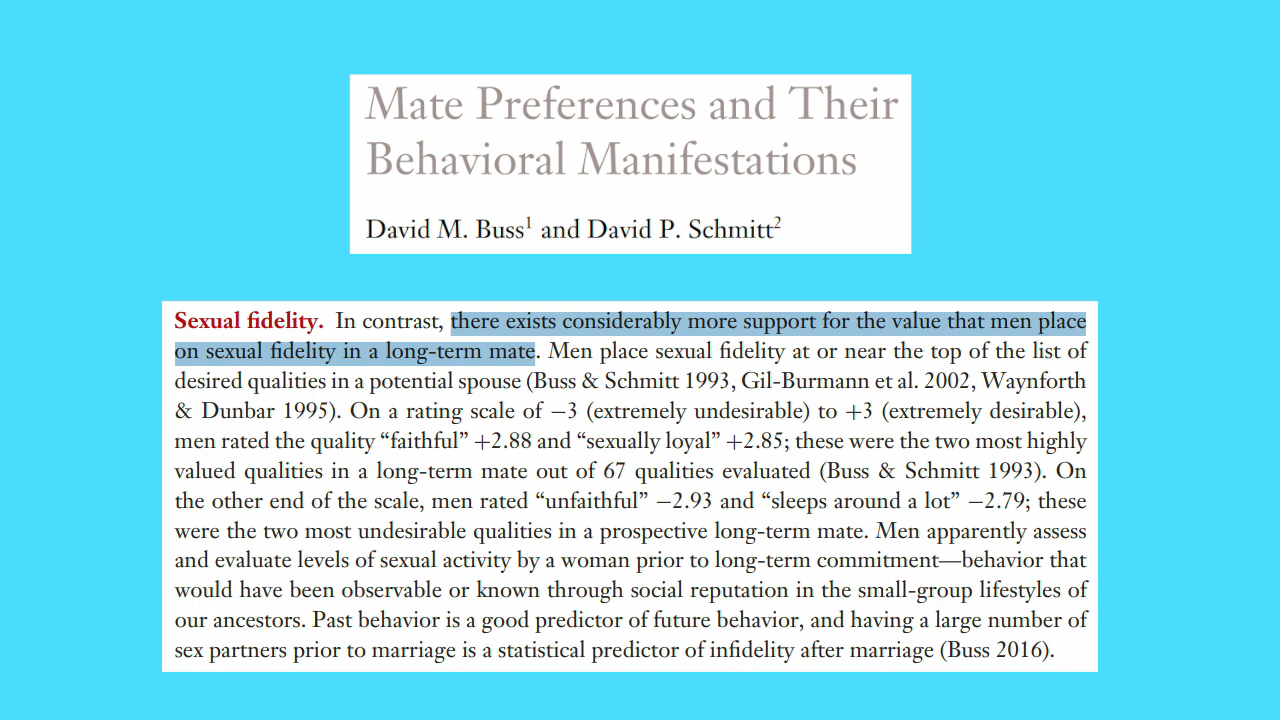 Mate Preferences and Their
Behavioral Manifestations
David M. Buss¹ and David P. Schmitt²
Sexual fidelity. In contrast, there exists considerably more support for the value that men place
on sexual fidelity in a long-term mate. Men place sexual fidelity at or near the top of the list of
desired qualities in a potential spouse (Buss & Schmitt 1993, Gil-Burmann et al. 2002, Waynforth
& Dunbar 1995). On a rating scale of −3 (extremely undesirable) to +3 (extremely desirable),
men rated the quality “faithful” +2.88 and “sexually loyal” +2.85; these were the two most highly
valued qualities in a long-term mate out of 67 qualities evaluated (Buss & Schmitt 1993). On
the other end of the scale, men rated “unfaithful” −2.93 and “sleeps around a lot” −2.79; these
were the two most undesirable qualities in a prospective long-term mate. Men apparently assess
and evaluate levels of sexual activity by a woman prior to long-term commitment—behavior that
would have been observable or known through social reputation in the small-group lifestyles of
our ancestors. Past behavior is a good predictor of future behavior, and having a large number of
sex partners prior to marriage is a statistical predictor of infidelity after marriage (Buss 2016).